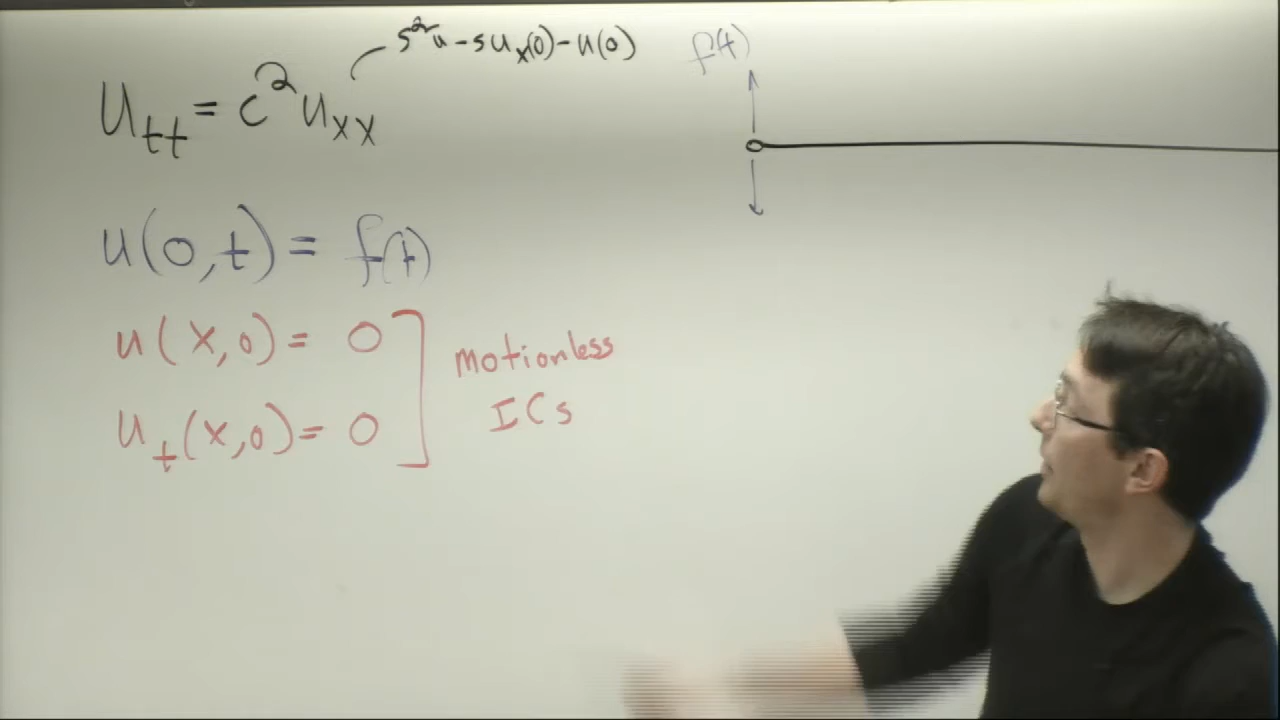 s²u - su_x(0) - u(0)
f(t)
u_tt = c² u_xx
u(0,t) = f(t)
u(x,0) = 0
motionless
ICs
u_t(x,0) = 0